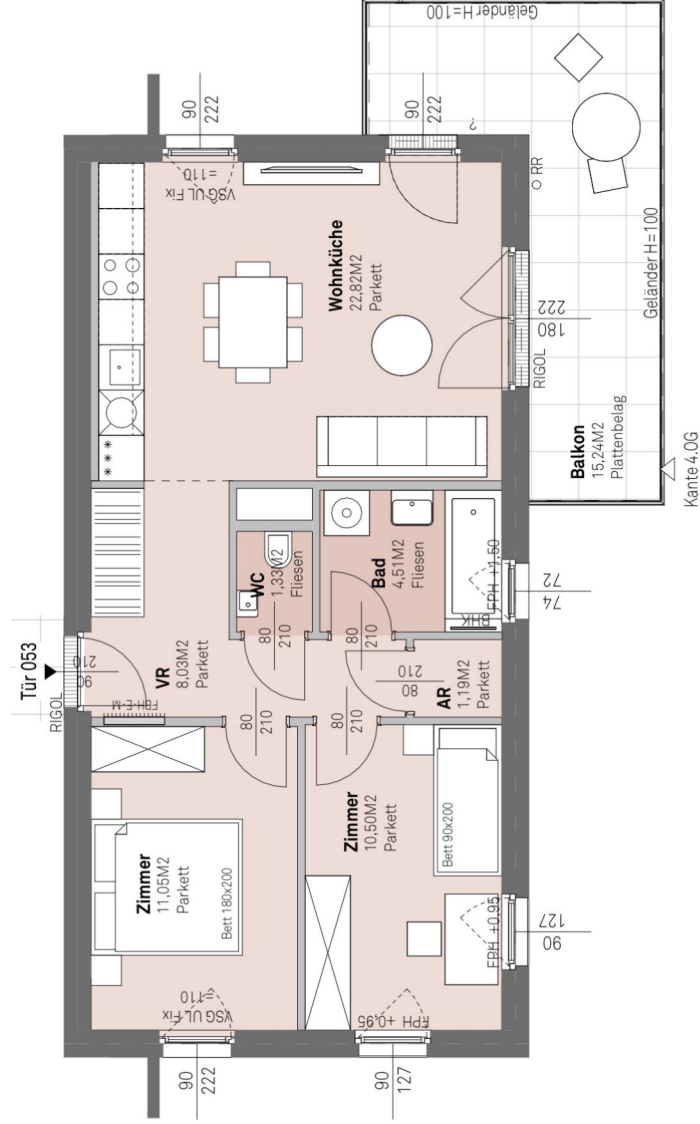 Geländer H=100
90
222
90
222
?
VSG UL Fix
=110
RR
Wohnküche
22,82M2
Parkett
Geländer H=100
180
222
RIGOL
Balkon
15,24M2
Plattenbelag
Kante 4.OG
***
WC
1,33M2
Fliesen
Bad
4,51M2
Fliesen
FPH +1,50
BHK
74
72
Tür 053
RIGOL
90
210
VR
8,03M2
Parkett
FBH-E-M
80
210
80
210
80
210
AR
1,19M2
Parkett
80
210
80
210
Zimmer
11,05M2
Parkett
Bett 180x200
Zimmer
10,50M2
Parkett
Bett 90x200
FPH +0,95
90
127
VSG UL Fix
=110
FPH +0,95
90
222
90
127